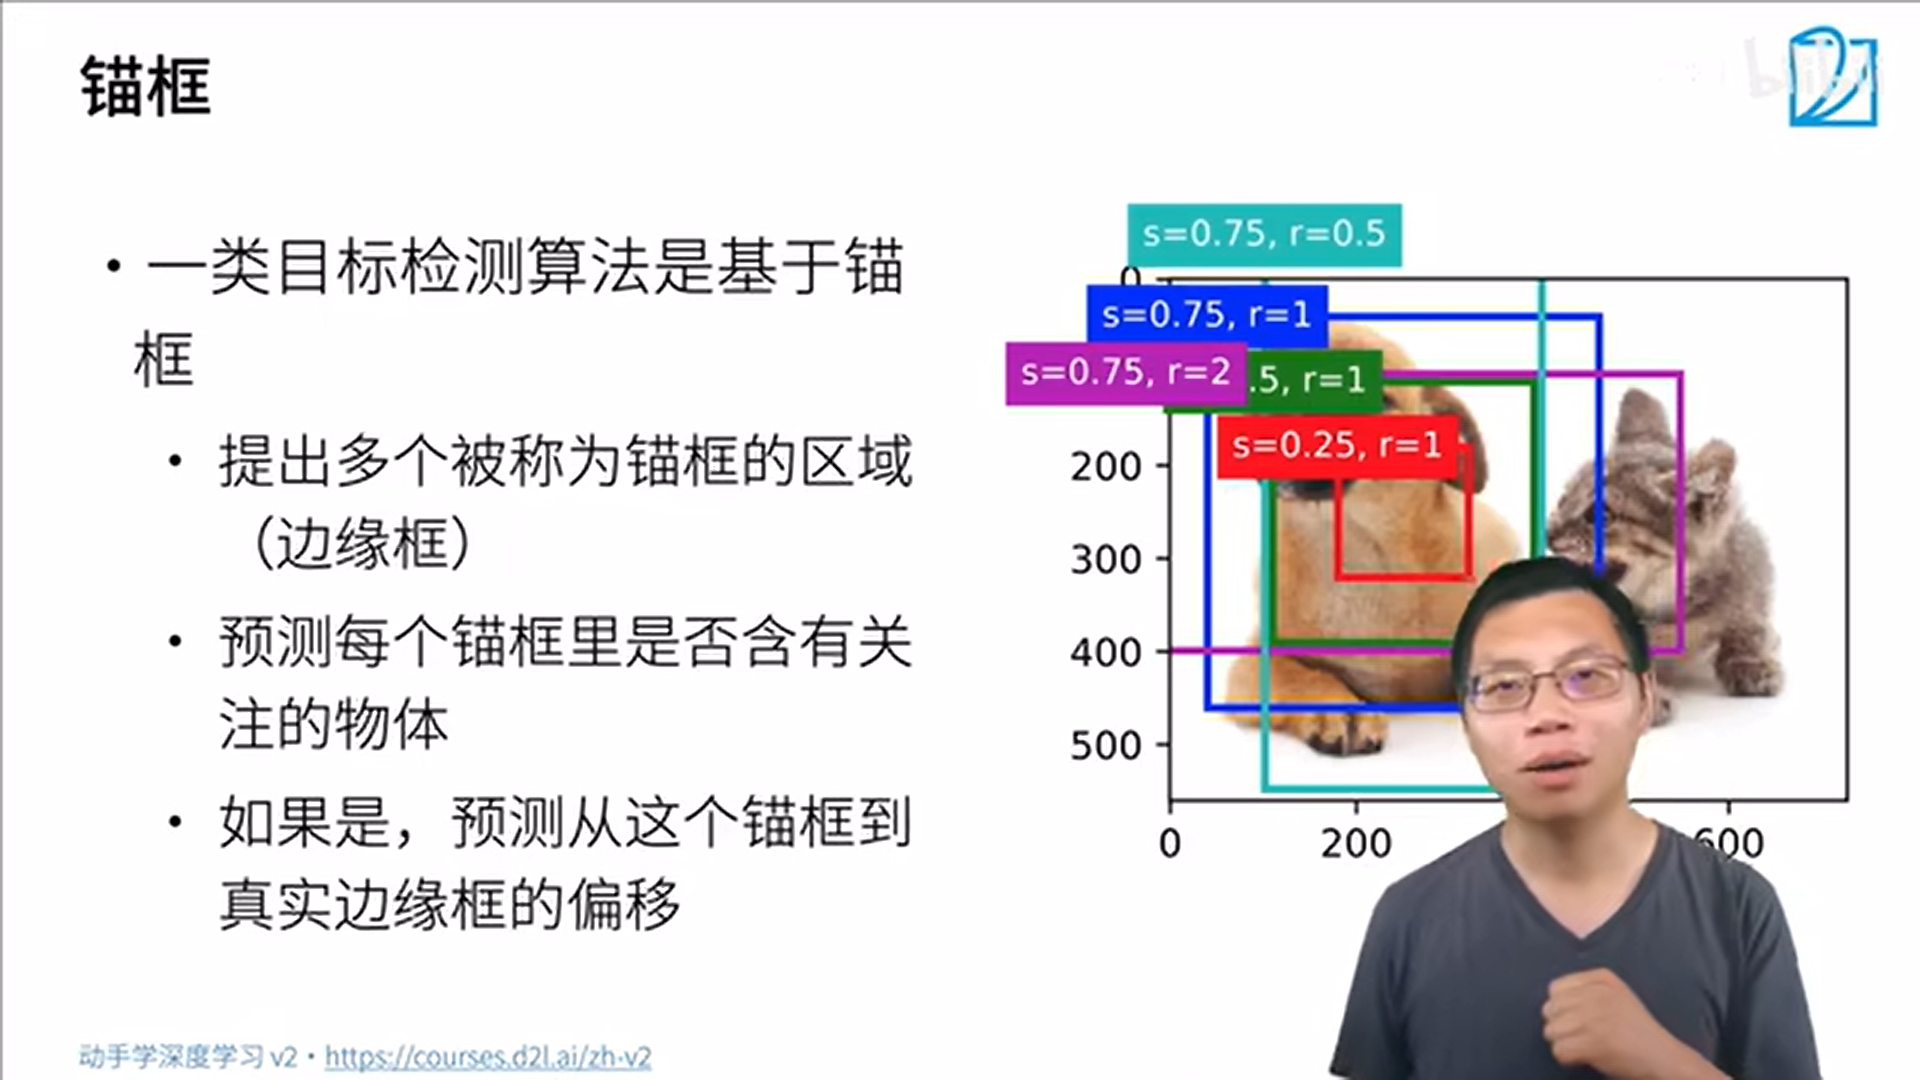 锚框
• 一类目标检测算法是基于锚
框
• 提出多个被称为锚框的区域
（边缘框）
• 预测每个锚框里是否含有关
注的物体
• 如果是，预测从这个锚框到
真实边缘框的偏移
s=0.75, r=0.5
0
s=0.75, r=1
s=0.75, r=2
.5, r=1
s=0.25, r=1
200
300
400
500
0
200
600
动手学深度学习 v2 • https://courses.d2l.ai/zh-v2